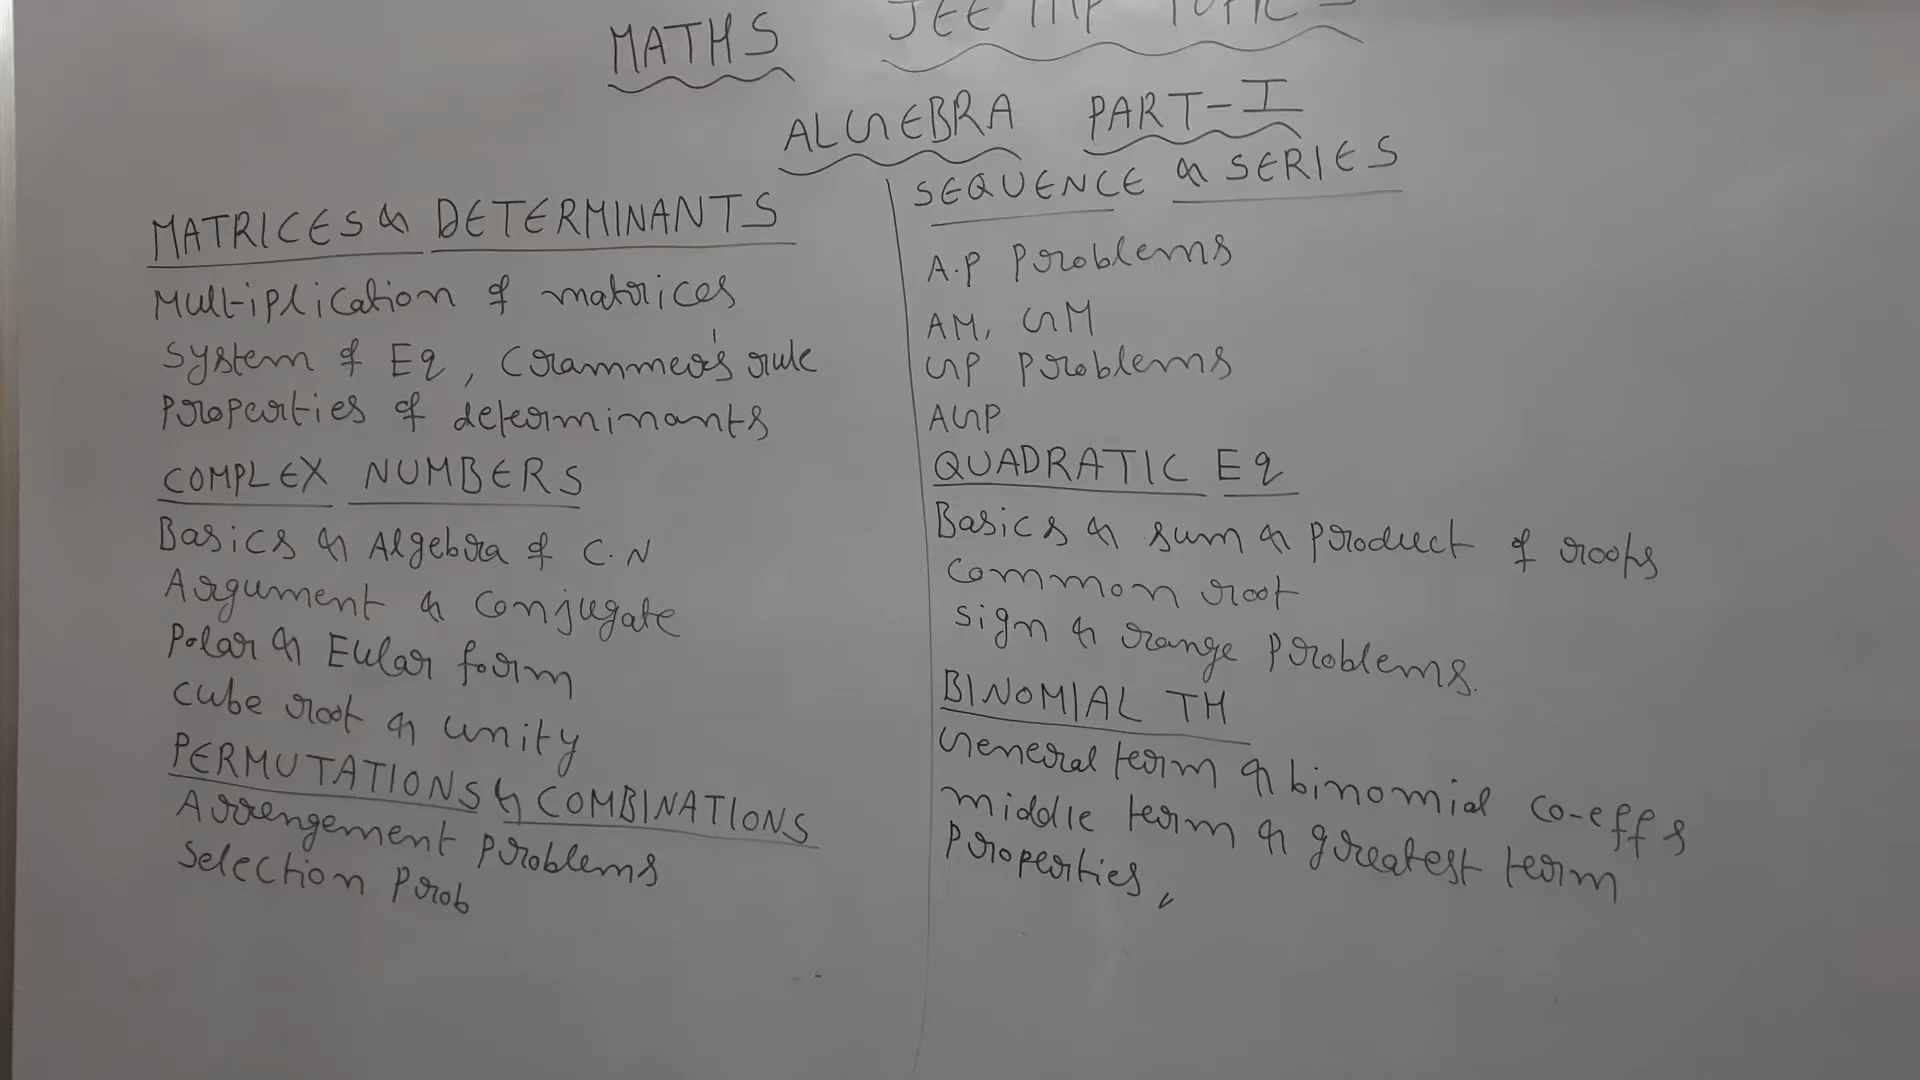 MATHS JEE IMP TOPICS
ALGEBRA PART-I
MATRICES & DETERMINANTS
Multiplication of matrices
System of Eq, Crammer's rule
Properties of determinants
COMPLEX NUMBERS
Basics & Algebra of C.N
Argument & conjugate
Polar & Eular form
cube root & unity
PERMUTATIONS & COMBINATIONS
Arrengement problems
Selection Prob
SEQUENCE & SERIES
A.P Problems
AM, GM
GP problems
AGP
QUADRATIC Eq
Basics & sum & product of roots
common root
sign & range problems.
BINOMIAL TH
General term & binomial co-effs
middle term & greatest term
Properties,